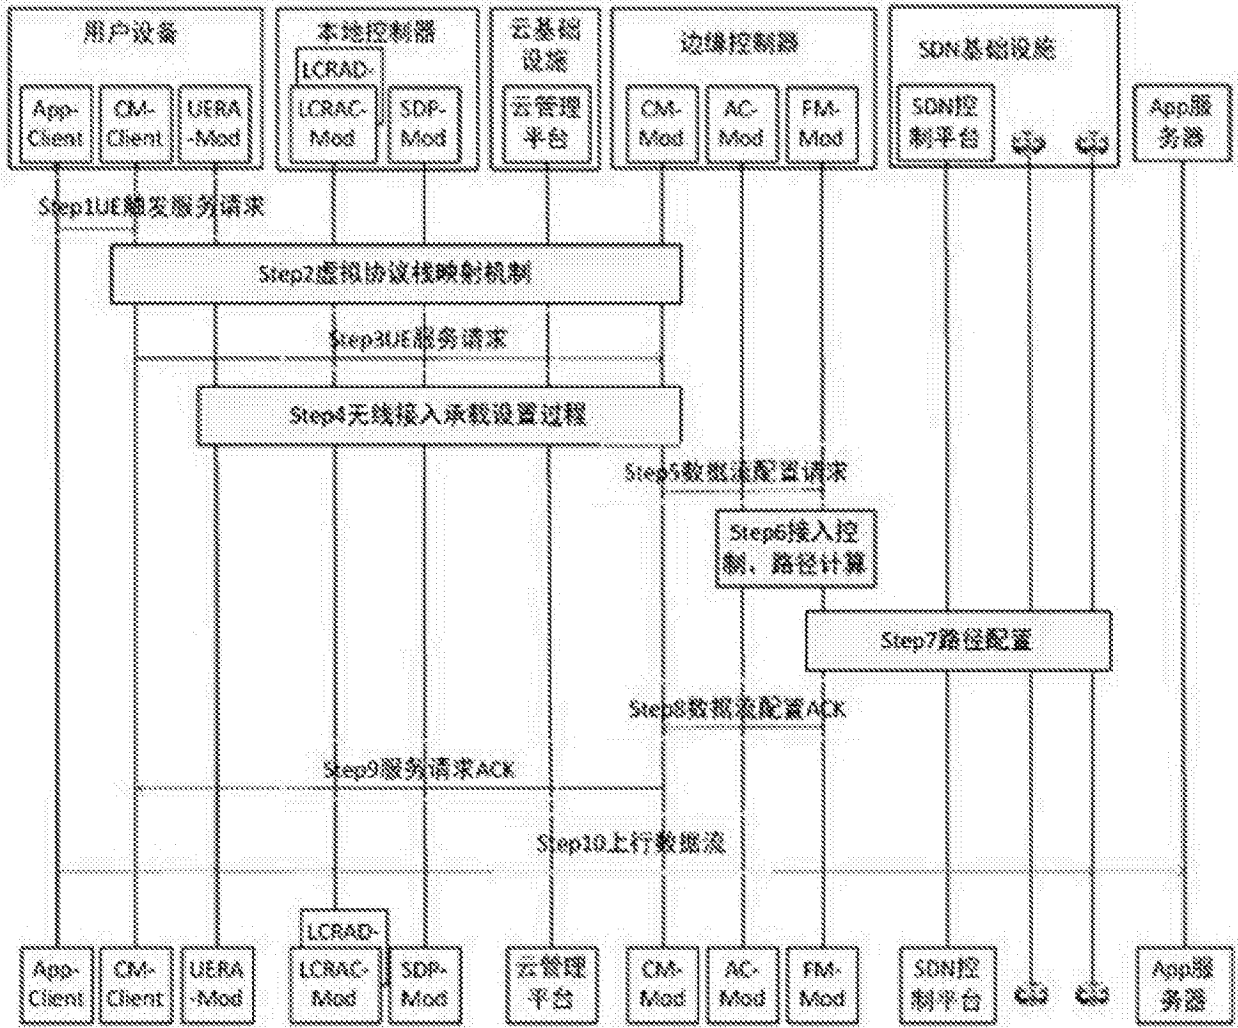 用户设备
本地控制器
云基础
设施
边缘控制器
SDN基础设施
LCRAD-
App-
Client
CM-
Client
UERA
-Mod
LCRAC-
Mod
SDP-
Mod
云管理
平台
CM-
Mod
AC-
Mod
FM-
Mod
SDN控
制平台
App服
务器
Step1UE触发服务请求
Step2虚拟协议栈映射机制
Step3UE服务请求
Step4无线接入承载设置过程
Step5数据流配置请求
Step6接入控
制、路径计算
Step7路径配置
Step8数据流配置ACK
Step9服务请求ACK
Step10上行数据流
LCRAD-
App-
Client
CM-
Client
UERA
-Mod
LCRAC-
Mod
SDP-
Mod
云管理
平台
CM-
Mod
AC-
Mod
FM-
Mod
SDN控
制平台
App服
务器